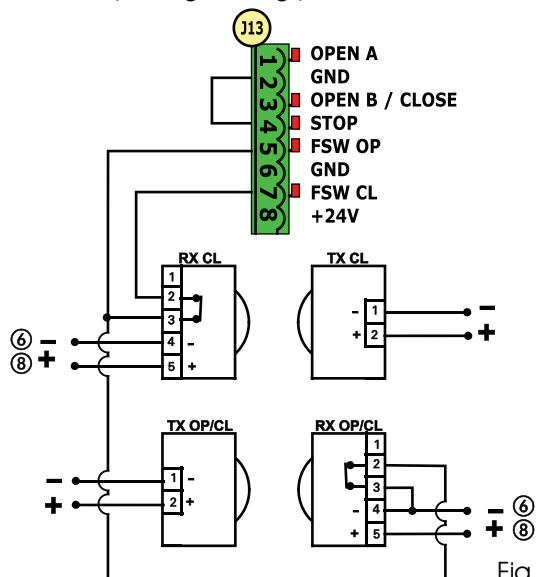 J13
1 OPEN A
2 GND
3 OPEN B / CLOSE
4 STOP
5 FSW OP
6 GND
7 FSW CL
8 +24V
RX CL
TX CL
1
2
3
⑥ - 4 -
⑧ + 5 +
- 1 -
+ 2 +
TX OP/CL
RX OP/CL
- 1 -
+ 2 +
1
2
3
- 4 - ⑥
+ 5 + ⑧
Fig